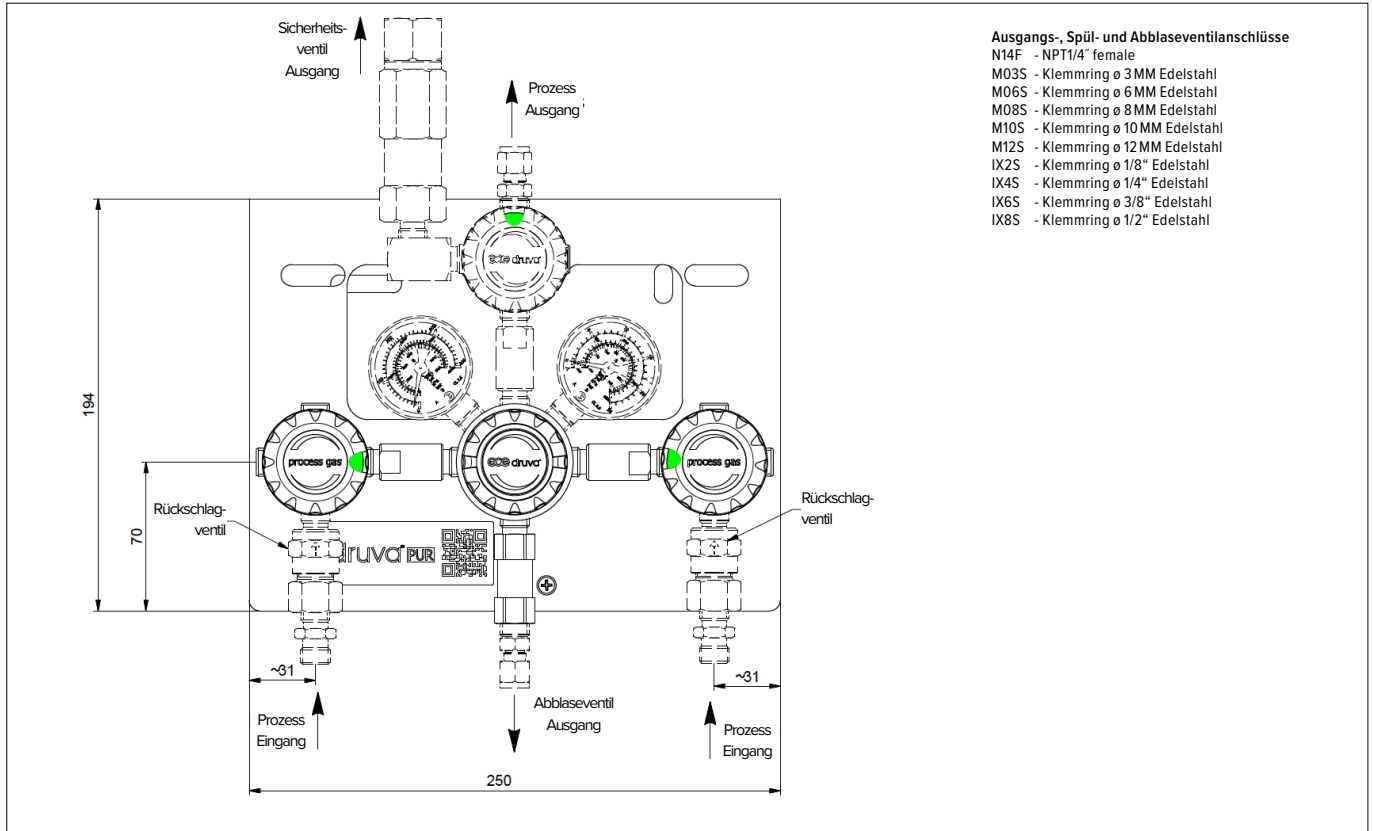 Sicherheits-
ventil
Ausgang
Prozess
Ausgang
Ausgangs-, Spül- und Abblaseventilanschlüsse
N14F - NPT1/4˝ female
M03S - Klemmring ø 3 MM Edelstahl
M06S - Klemmring ø 6 MM Edelstahl
M08S - Klemmring ø 8 MM Edelstahl
M10S - Klemmring ø 10 MM Edelstahl
M12S - Klemmring ø 12 MM Edelstahl
IX2S - Klemmring ø 1/8“ Edelstahl
IX4S - Klemmring ø 1/4“ Edelstahl
IX6S - Klemmring ø 3/8“ Edelstahl
IX8S - Klemmring ø 1/2“ Edelstahl
druva
194
process gas
druva
process gas
70
Rückschlag-
ventil
Rückschlag-
ventil
druva PUR
~31
~31
Prozess
Eingang
Abblaseventil
Ausgang
Prozess
Eingang
250